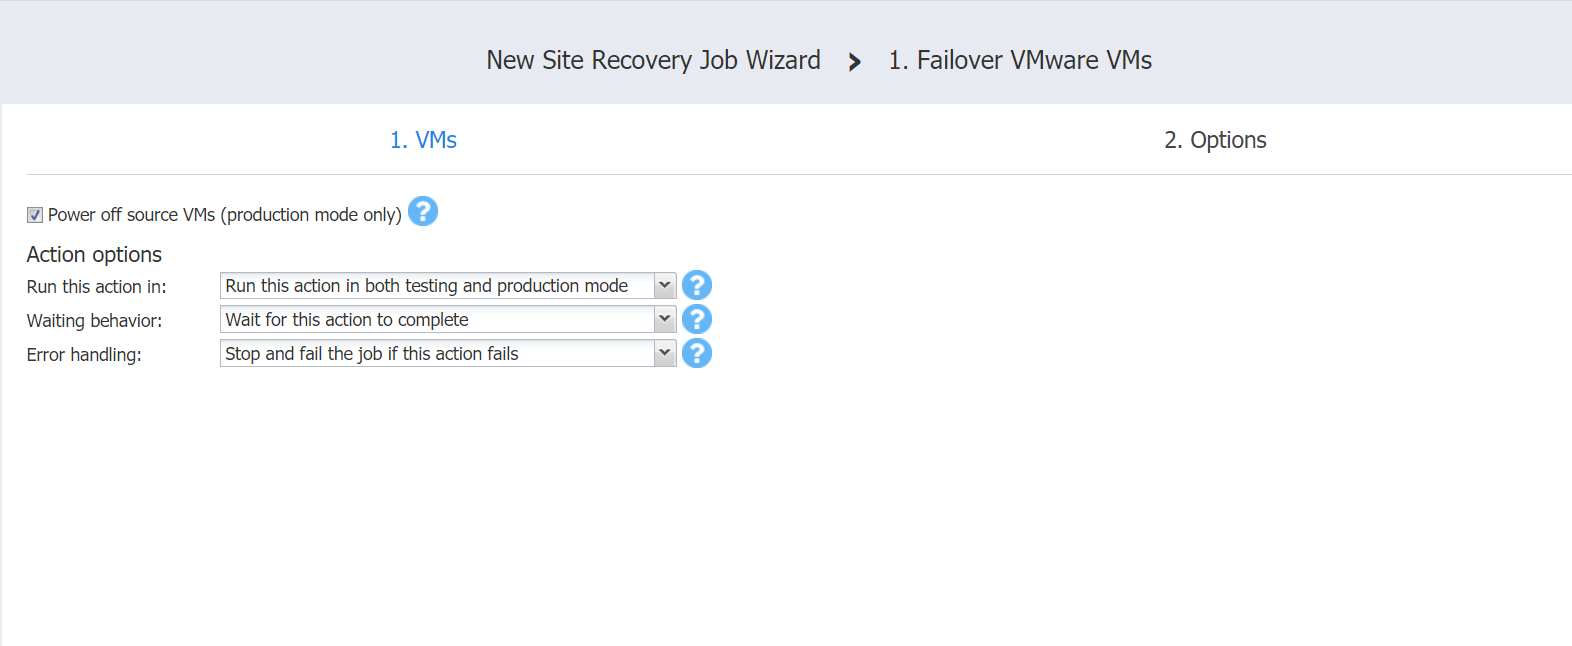 New Site Recovery Job Wizard > 1. Failover VMware VMs
1. VMs 2. Options
Power off source VMs (production mode only) ?
Action options
Run this action in: Run this action in both testing and production mode ?
Waiting behavior: Wait for this action to complete ?
Error handling: Stop and fail the job if this action fails ?